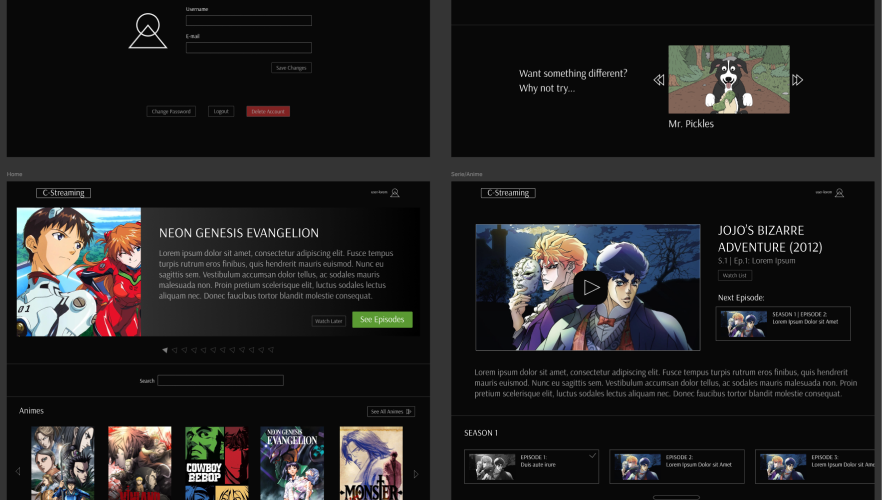 Username
E-mail
Save Changes
Change Password
Logout
Delete Account
Want something different?
Why not try...
Mr. Pickles
Home
C-Streaming
NEON GENESIS EVANGELION
Lorem ipsum dolor sit amet, consectetur adipiscing elit. Fusce tempus
turpis rutrum eros finibus, quis hendrerit mauris euismod. Nunc eu
sagittis sem. Vestibulum accumsan dolor tellus, ac sodales mauris
malesuada non. Proin pretium scelerisque elit, luctus sodales lectus
aliquam nec. Donec faucibus tortor blandit molestie consequat.
Watch Later
See Episodes
01
Search
Animes
See All Animes
COWBOY
BEBOP
NEON GENESIS
EVANGELION
MONSTER
Serie/Anime
C-Streaming
JOJO'S BIZARRE
ADVENTURE (2012)
S.1 | Ep.1: Lorem Ipsum
Watch List
Next Episode:
SEASON 1 | EPISODE 2:
Lorem Ipsum Dolor sit Amet
Lorem ipsum dolor sit amet, consectetur adipiscing elit. Fusce tempus turpis rutrum eros finibus, quis hendrerit
mauris euismod. Nunc eu sagittis sem. Vestibulum accumsan dolor tellus, ac sodales mauris malesuada non. Proin
pretium scelerisque elit, luctus sodales lectus aliquam nec. Donec faucibus tortor blandit molestie consequat.
SEASON 1
EPISODE 1:
Duis aute irure
EPISODE 2:
Lorem Ipsum Dolor sit Amet
EPISODE 3:
Lorem Ipsum Dolor sit Am